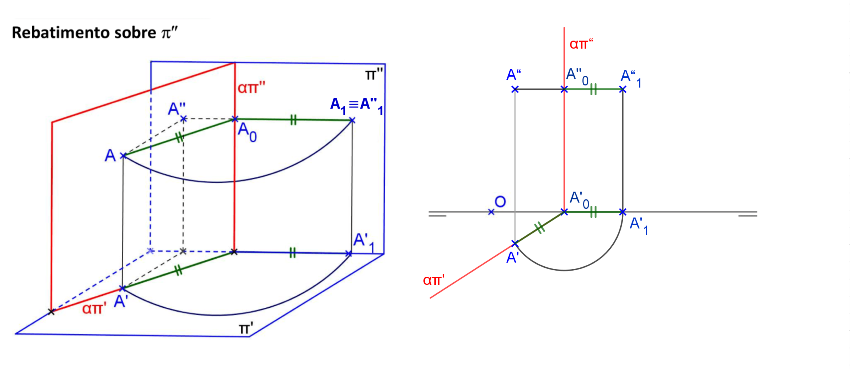 Rebatimento sobre π″
π"
απ"
A"
A₁≡A"₁
A₀
A
A'₁
A'
απ'
π'
απ“
A“
A"₀
A“₁
O
A'₀
A'₁
A'
απ'